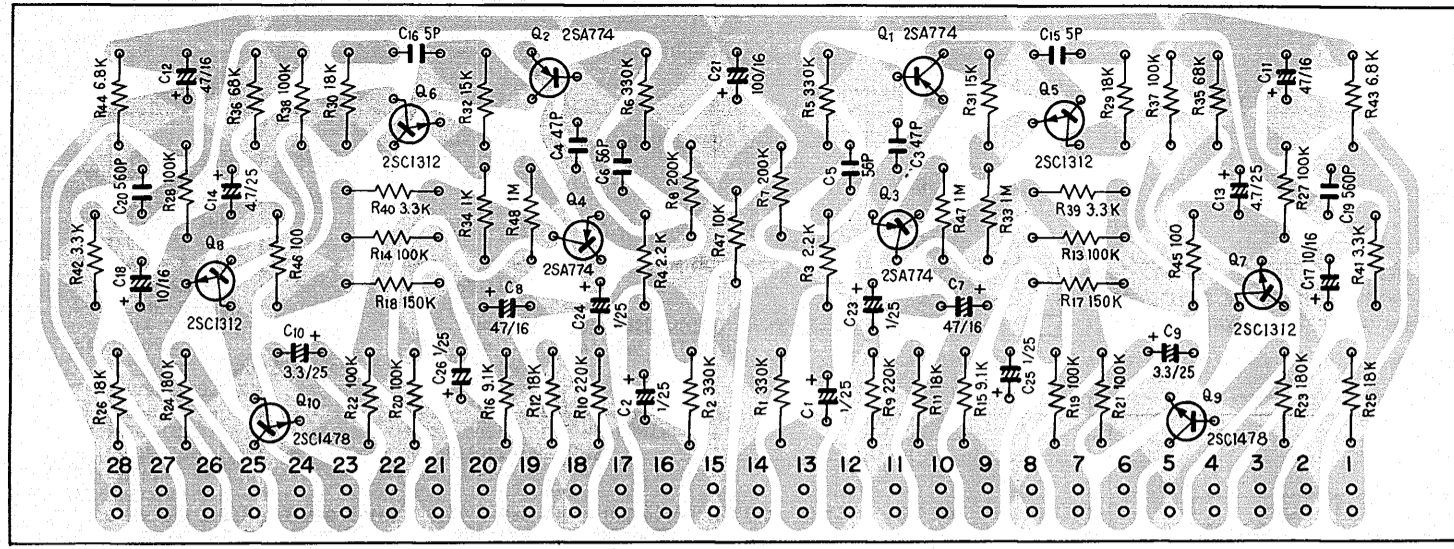 C16 5P
Q2 2SA774
Q1 2SA774
C15 5P
R44 6.8K
C12 47/16
+
R36 68K
R38 100K
R30 18K
Q6
2SC1312
R32 15K
R6 330K
C21 100/16
+
R5 330K
R31 15K
Q5
2SC1312
R29 18K
R37 100K
R35 68K
C11 47/16
+
R43 6.8K
C4 47P
C6 56P
C5 56P
C3 47P
C20 560P
R28 100K
C14 4.7/25
+
R40 3.3K
R34 1K
R48 1M
Q4
2SA774
R6 200K
R47 10K
R7 200K
Q3
2SA774
R47 1M
R33 1M
R39 3.3K
C13 4.7/25
+
R27 100K
C19 560P
R42 3.3K
C18 10/16
+
Q8
2SC1312
R46 100
R14 100K
R18 150K
C8 47/16
+
C24 1/25
+
R4 2.2K
R3 2.2K
C23 1/25
+
C7 47/16
+
R13 100K
R17 150K
R45 100
Q7
2SC1312
C17 10/16
+
R41 3.3K
R26 18K
R24 180K
C10 3.3/25
+
Q10
2SC1478
R22 100K
R20 100K
C26 1/25
+
R16 9.1K
R12 18K
R10 220K
C2 1/25
+
R2 330K
R1 330K
C1 1/25
+
R9 220K
R11 18K
R15 9.1K
C25 1/25
+
R19 100K
R21 100K
C9 3.3/25
+
Q9
2SC1478
R23 180K
R25 18K
28 27 26 25 24 23 22 21 20 19 18 17 16 15 14 13 12 11 10 9 8 7 6 5 4 3 2 1